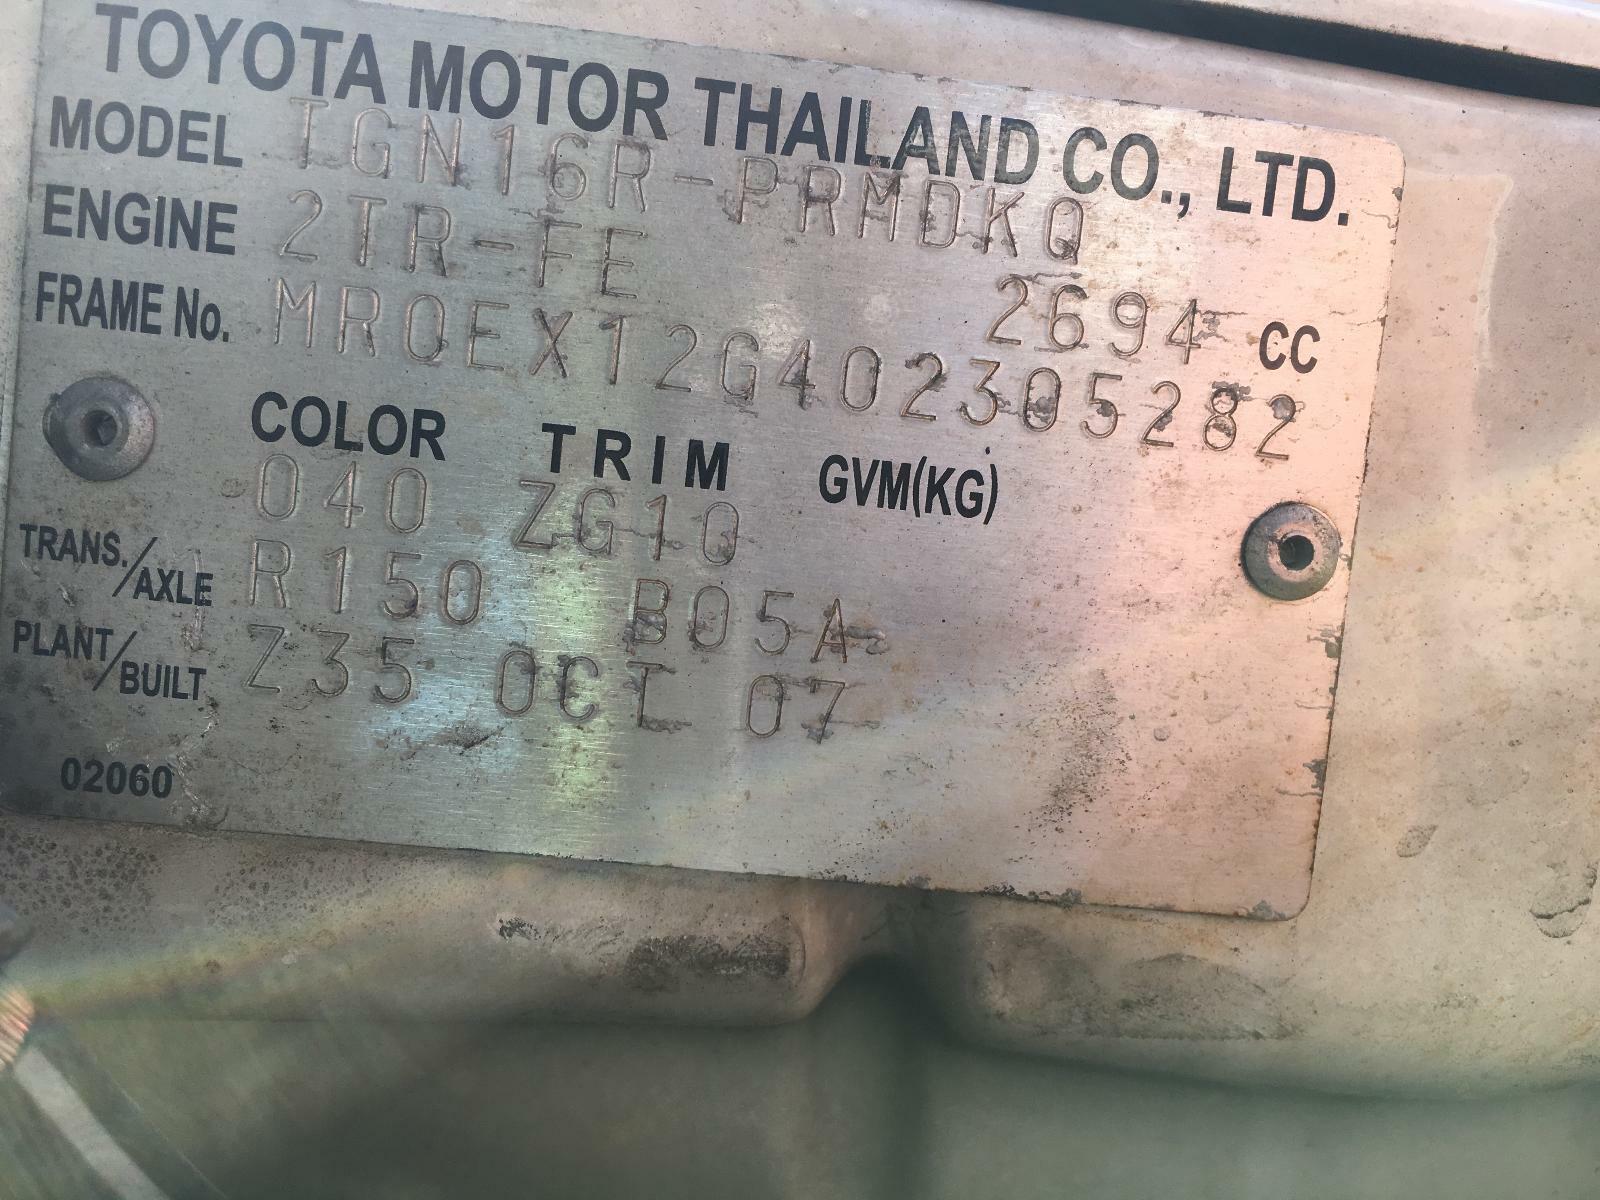 TOYOTA MOTOR THAILAND CO., LTD.
MODEL TGN16R-PRMDKQ
ENGINE 2TR-FE 2694 CC
FRAME No. MR0EX12G402305282
COLOR TRIM GVM(KG)
040 ZG10
TRANS./AXLE R150 B05A
PLANT/BUILT Z35 OCT 07
02060